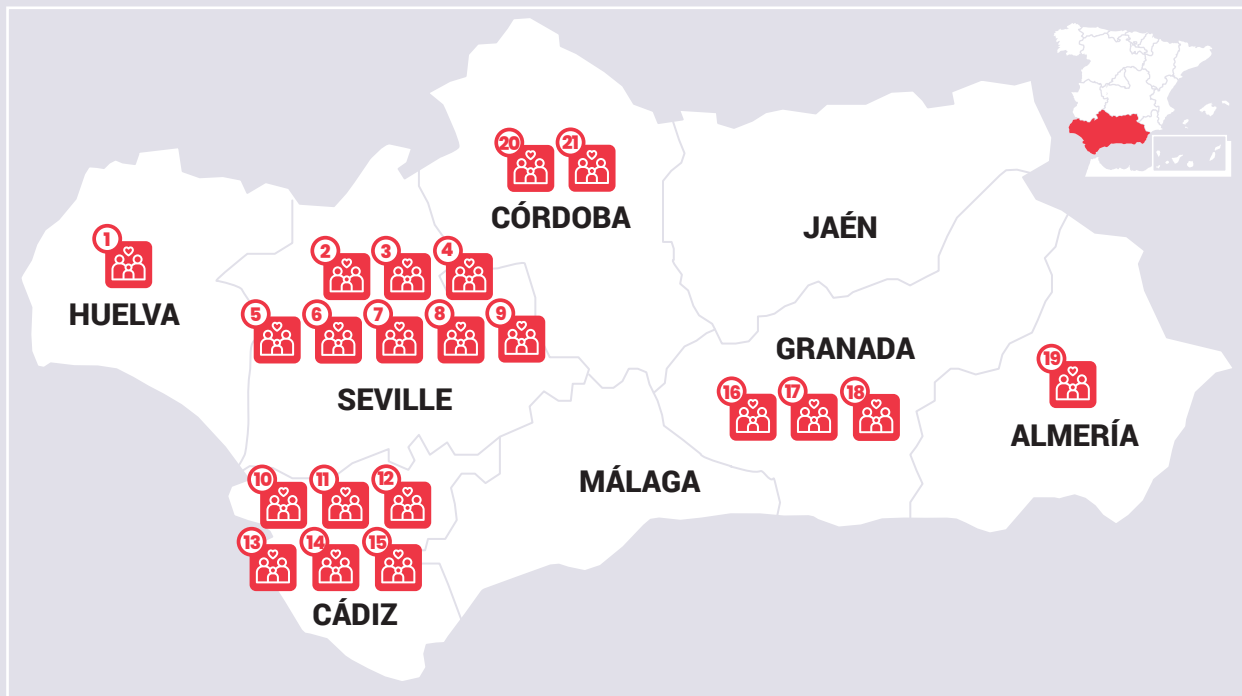 20 21
CÓRDOBA
JAÉN
1
HUELVA
2 3 4
5 6 7 8 9
SEVILLE
GRANADA
16 17 18
19
ALMERÍA
MÁLAGA
10 11 12
13 14 15
CÁDIZ